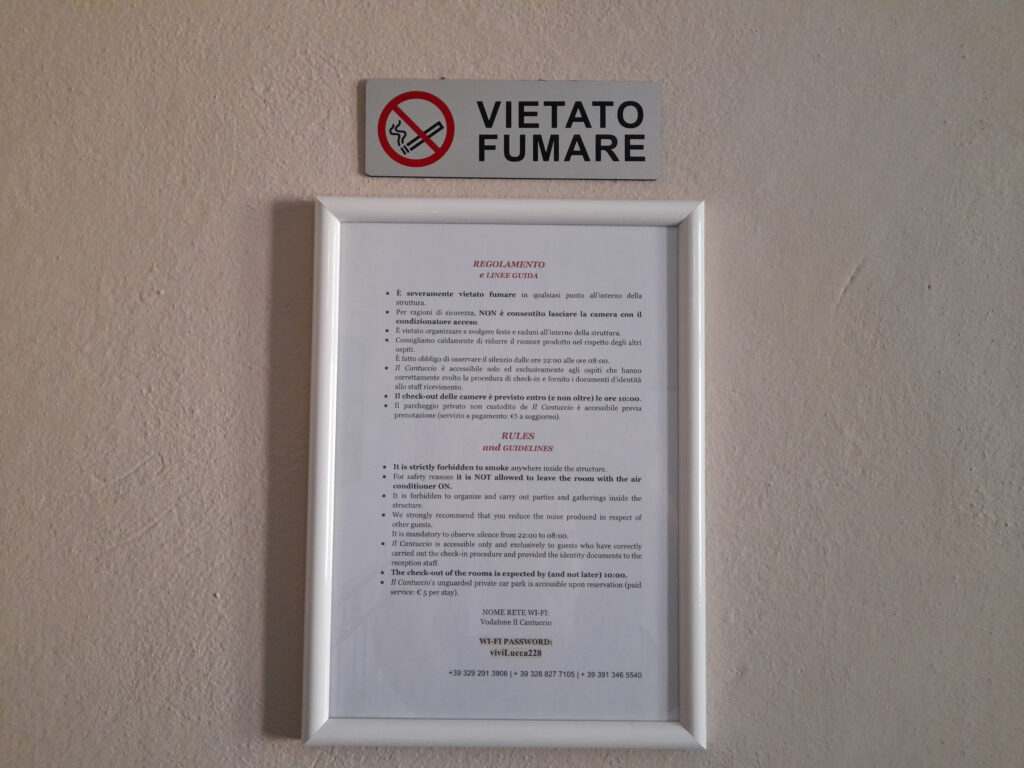 VIETATO
FUMARE
REGOLAMENTO
e LINEE GUIDA
● È severamente vietato fumare in qualsiasi punto all'interno della
struttura.
● Per ragioni di sicurezza, NON è consentito lasciare la camera con il
condizionatore acceso.
● È vietato organizzare e svolgere feste e raduni all'interno della struttura.
● Consigliamo caldamente di ridurre il rumore prodotto nel rispetto degli altri
ospiti.
È fatto obbligo di osservare il silenzio dalle ore 22:00 alle ore 08:00.
● Il Cantuccio è accessibile solo ed esclusivamente agli ospiti che hanno
correttamente svolto la procedura di check-in e fornito i documenti d'identità
allo staff ricevimento.
● Il check-out delle camere è previsto entro (e non oltre) le ore 10:00.
● Il parcheggio privato non custodito de Il Cantuccio è accessibile previa
prenotazione (servizio a pagamento: €5 a soggiorno).
RULES
and GUIDELINES
● It is strictly forbidden to smoke anywhere inside the structure.
● For safety reasons it is NOT allowed to leave the room with the air
conditioner ON.
● It is forbidden to organize and carry out parties and gatherings inside the
structure.
● We strongly recommend that you reduce the noise produced in respect of
other guests.
It is mandatory to observe silence from 22:00 to 08:00.
● Il Cantuccio is accessible only and exclusively to guests who have correctly
carried out the check-in procedure and provided the identity documents to the
reception staff.
● The check-out of the rooms is expected by (and not later) 10:00.
● Il Cantuccio's unguarded private car park is accessible upon reservation (paid
service: € 5 per stay).
NOME RETE WI-FI:
Vodafone Il Cantuccio
WI-FI PASSWORD:
viviLucca228
+39 329 291 3906 | + 39 328 827 7105 | + 39 391 346 5540